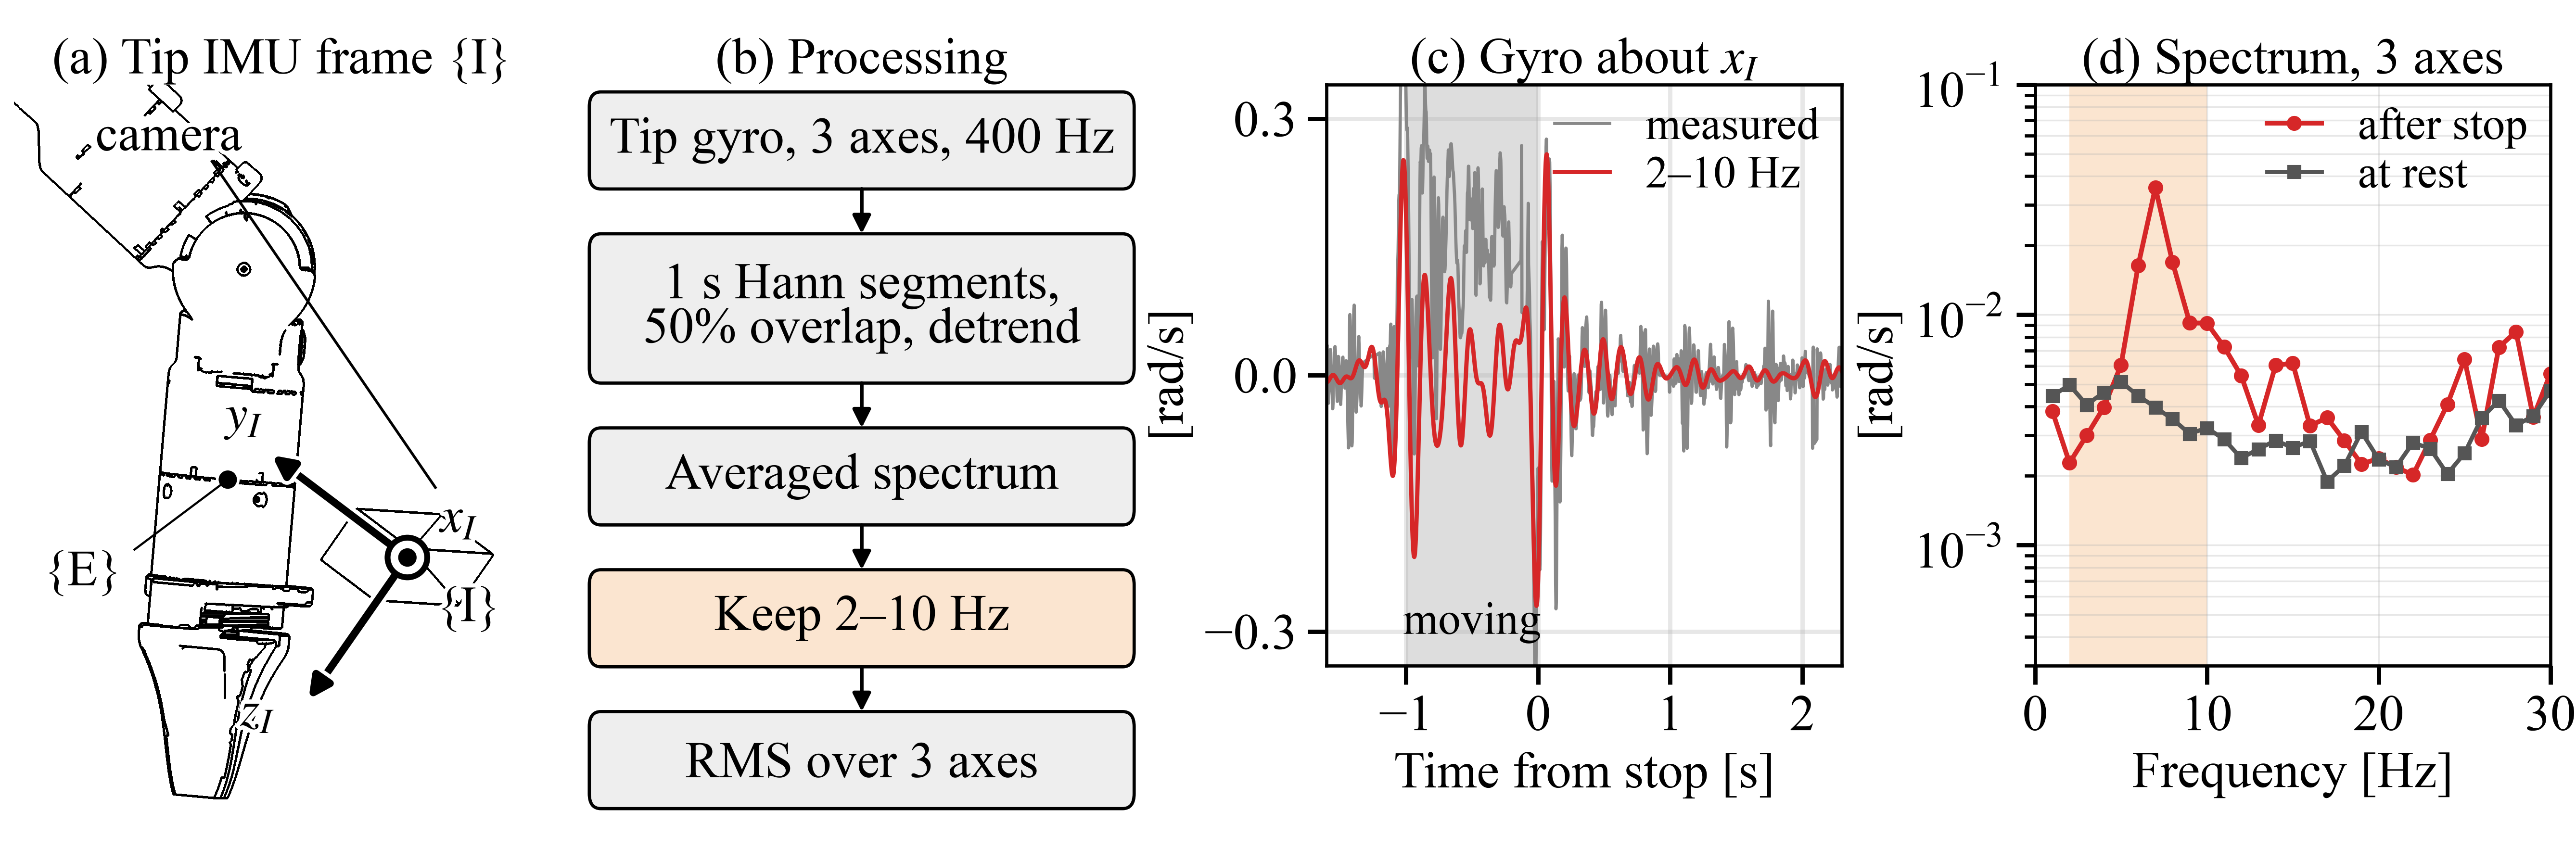 (a) Tip IMU frame {I}
camera
y_I
x_I
{E}
{I}
z_I
(b) Processing
Tip gyro, 3 axes, 400 Hz
1 s Hann segments,
50% overlap, detrend
Averaged spectrum
Keep 2–10 Hz
RMS over 3 axes
(c) Gyro about x_I
[rad/s]
0.3
0.0
−0.3
measured
2–10 Hz
moving
−1 0 1 2
Time from stop [s]
(d) Spectrum, 3 axes
[rad/s]
10⁻¹
10⁻²
10⁻³
after stop
at rest
0 10 20 30
Frequency [Hz]